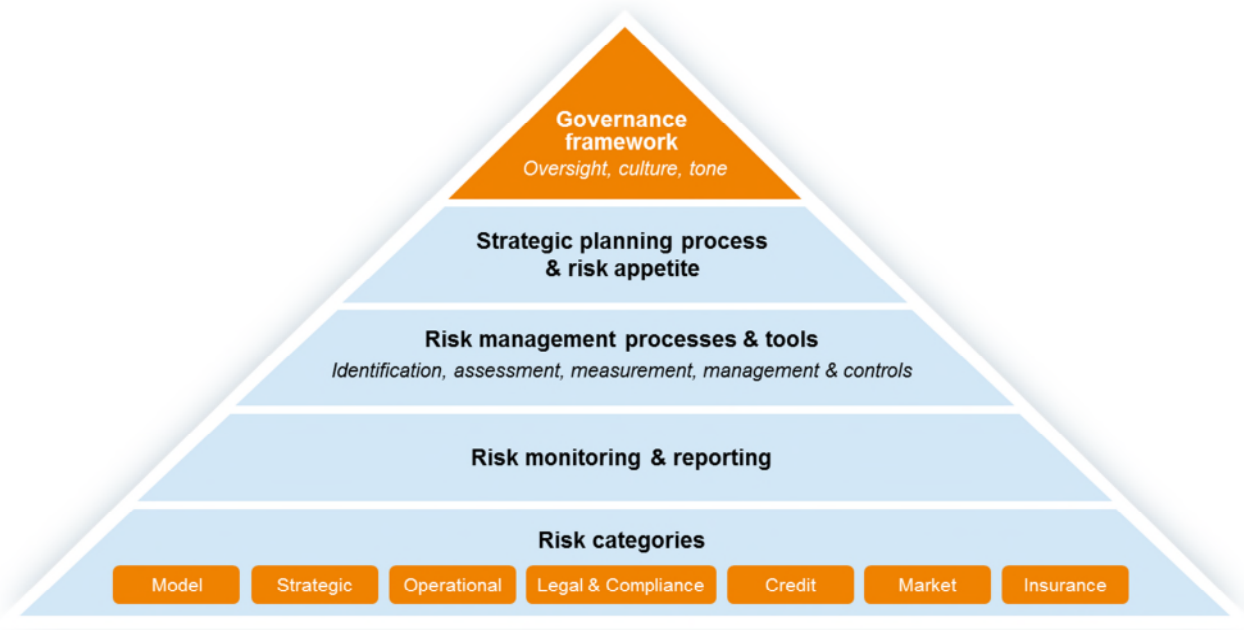 Governance
framework
Oversight, culture, tone
Strategic planning process
& risk appetite
Risk management processes & tools
Identification, assessment, measurement, management & controls
Risk monitoring & reporting
Risk categories
Model
Strategic
Operational
Legal & Compliance
Credit
Market
Insurance